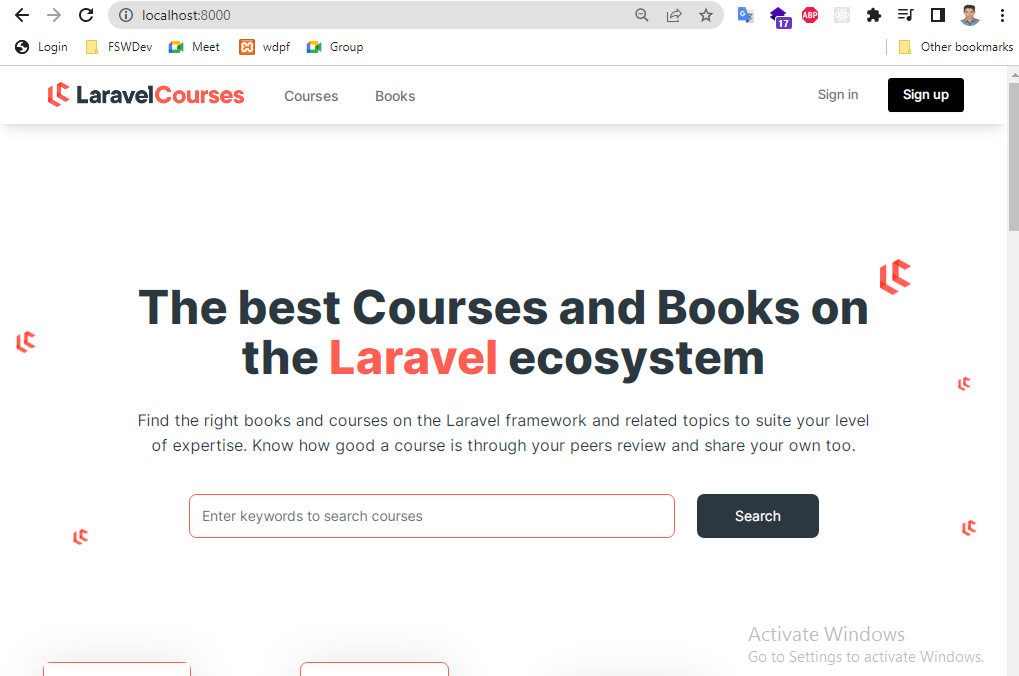 localhost:8000
17
ABP
Login
FSWDev
Meet
wdpf
Group
Other bookmarks
LaravelCourses
Courses
Books
Sign in
Sign up
The best Courses and Books on
the Laravel ecosystem
Find the right books and courses on the Laravel framework and related topics to suite your level
of expertise. Know how good a course is through your peers review and share your own too.
Enter keywords to search courses
Search
Activate Windows
Go to Settings to activate Windows.